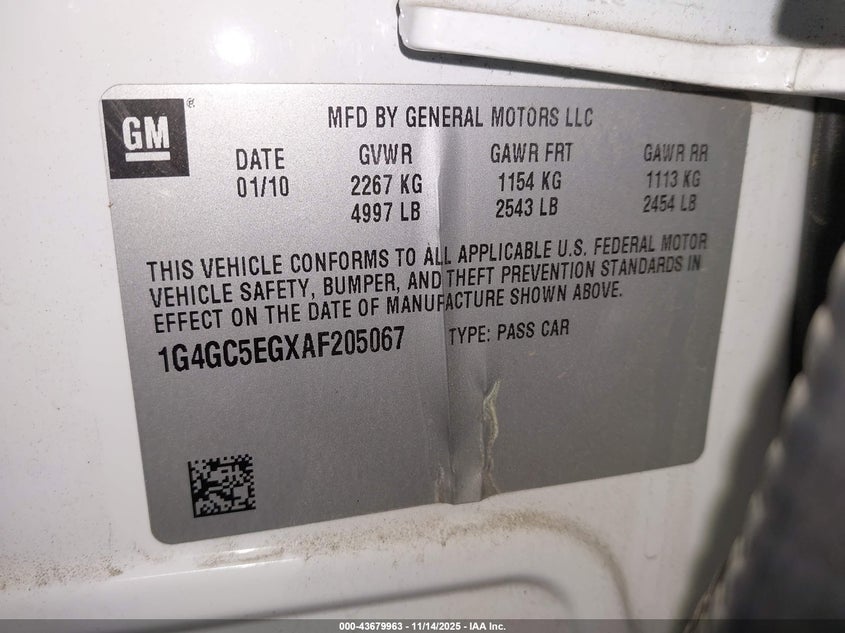 GM ®
MFD BY GENERAL MOTORS LLC
DATE GVWR GAWR FRT GAWR RR
01/10 2267 KG 1154 KG 1113 KG
4997 LB 2543 LB 2454 LB
THIS VEHICLE CONFORMS TO ALL APPLICABLE U.S. FEDERAL MOTOR
VEHICLE SAFETY, BUMPER, AND THEFT PREVENTION STANDARDS IN
EFFECT ON THE DATE OF MANUFACTURE SHOWN ABOVE.
1G4GC5EGXAF205067 TYPE: PASS CAR
000-43679963 - 11/14/2025 - IAA Inc.